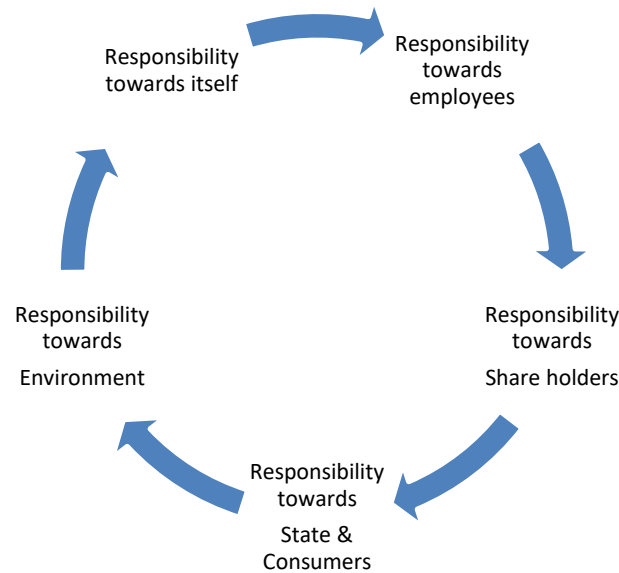 Responsibility
towards itself
Responsibility
towards
employees
Responsibility
towards
Share holders
Responsibility
towards
State &
Consumers
Responsibility
towards
Environment